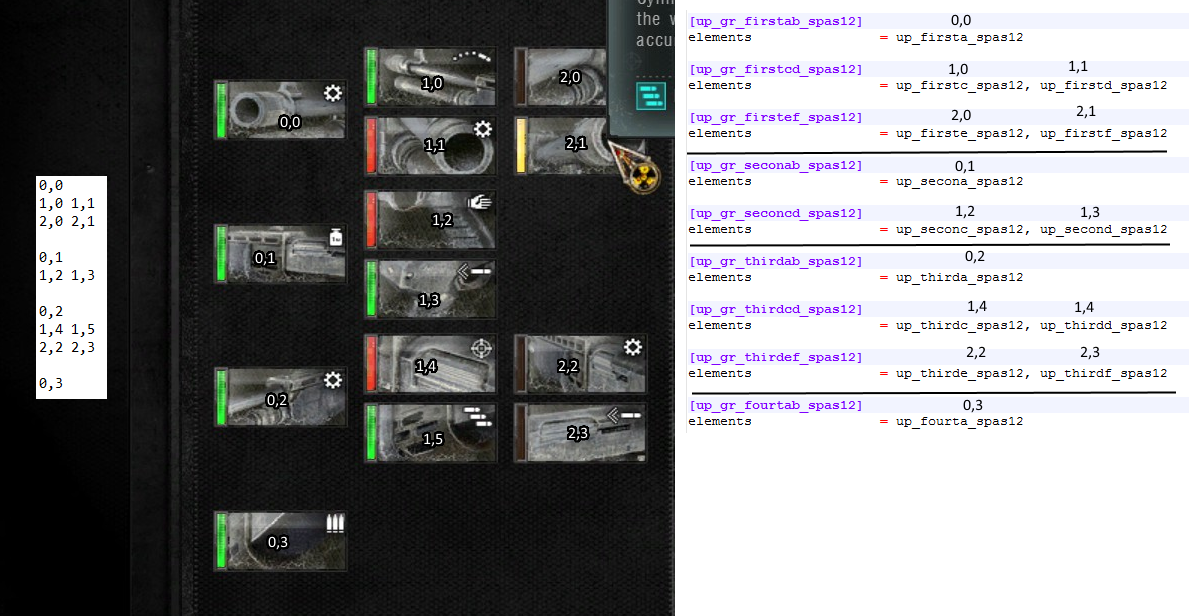 0,0
1,0 1,1
2,0 2,1
0,1
1,2 1,3
0,2
1,4 1,5
2,2 2,3
0,3
0,0
1,0
2,0
1,1
2,1
1,2
0,1
1,3
1,4
2,2
0,2
1,5
2,3
0,3
the
accu
0,0
[up_gr_firstab_spas12]
elements = up_firsta_spas12
1,0 1,1
[up_gr_firstcd_spas12]
elements = up_firstc_spas12, up_firstd_spas12
2,0 2,1
[up_gr_firstef_spas12]
elements = up_firste_spas12, up_firstf_spas12
0,1
[up_gr_seconab_spas12]
elements = up_secona_spas12
1,2 1,3
[up_gr_seconcd_spas12]
elements = up_seconc_spas12, up_second_spas12
0,2
[up_gr_thirdab_spas12]
elements = up_thirda_spas12
1,4 1,4
[up_gr_thirdcd_spas12]
elements = up_thirdc_spas12, up_thirdd_spas12
2,2 2,3
[up_gr_thirdef_spas12]
elements = up_thirde_spas12, up_thirdf_spas12
0,3
[up_gr_fourtab_spas12]
elements = up_fourta_spas12